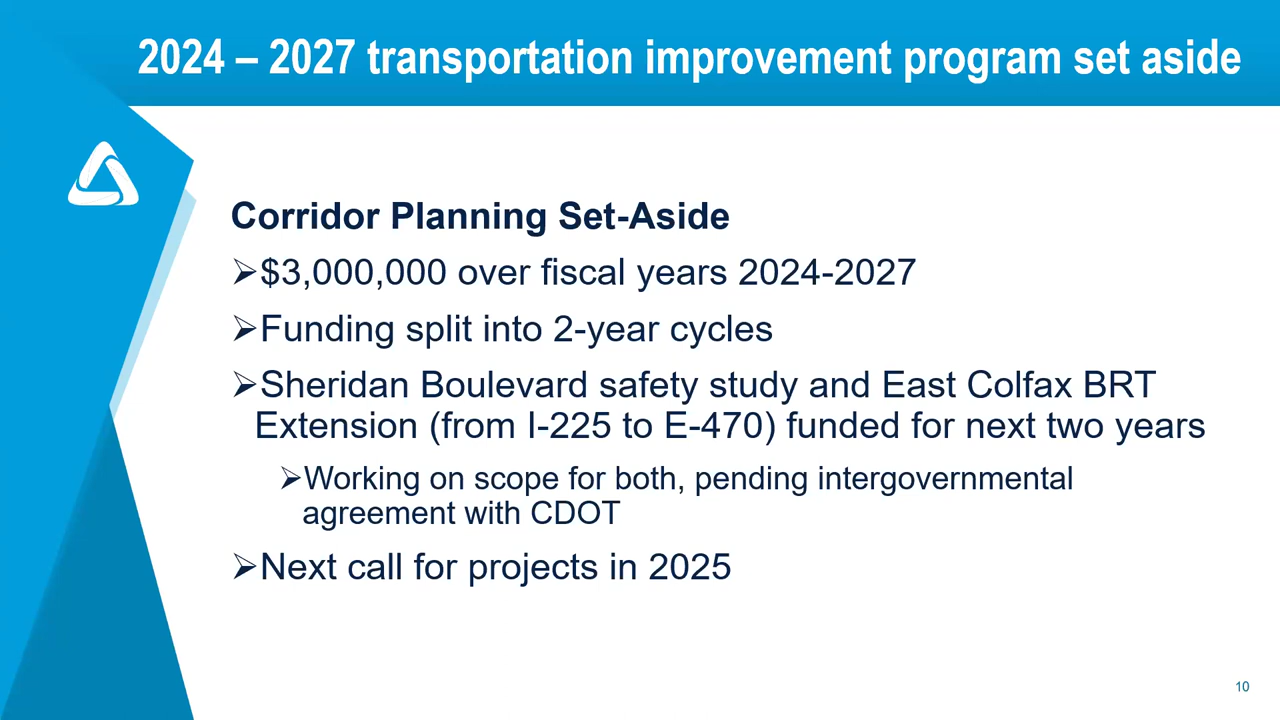 2024 – 2027 transportation improvement program set aside
Corridor Planning Set-Aside
➢$3,000,000 over fiscal years 2024-2027
➢Funding split into 2-year cycles
➢Sheridan Boulevard safety study and East Colfax BRT
Extension (from I-225 to E-470) funded for next two years
➢Working on scope for both, pending intergovernmental
agreement with CDOT
➢Next call for projects in 2025
10